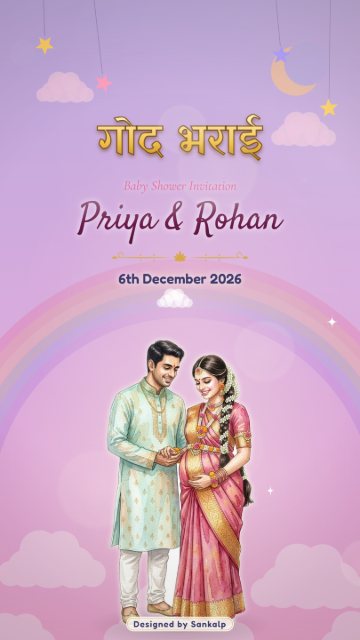 गोद भराई
Baby Shower Invitation
Priya & Rohan
6th December 2026
Designed by Sankalp